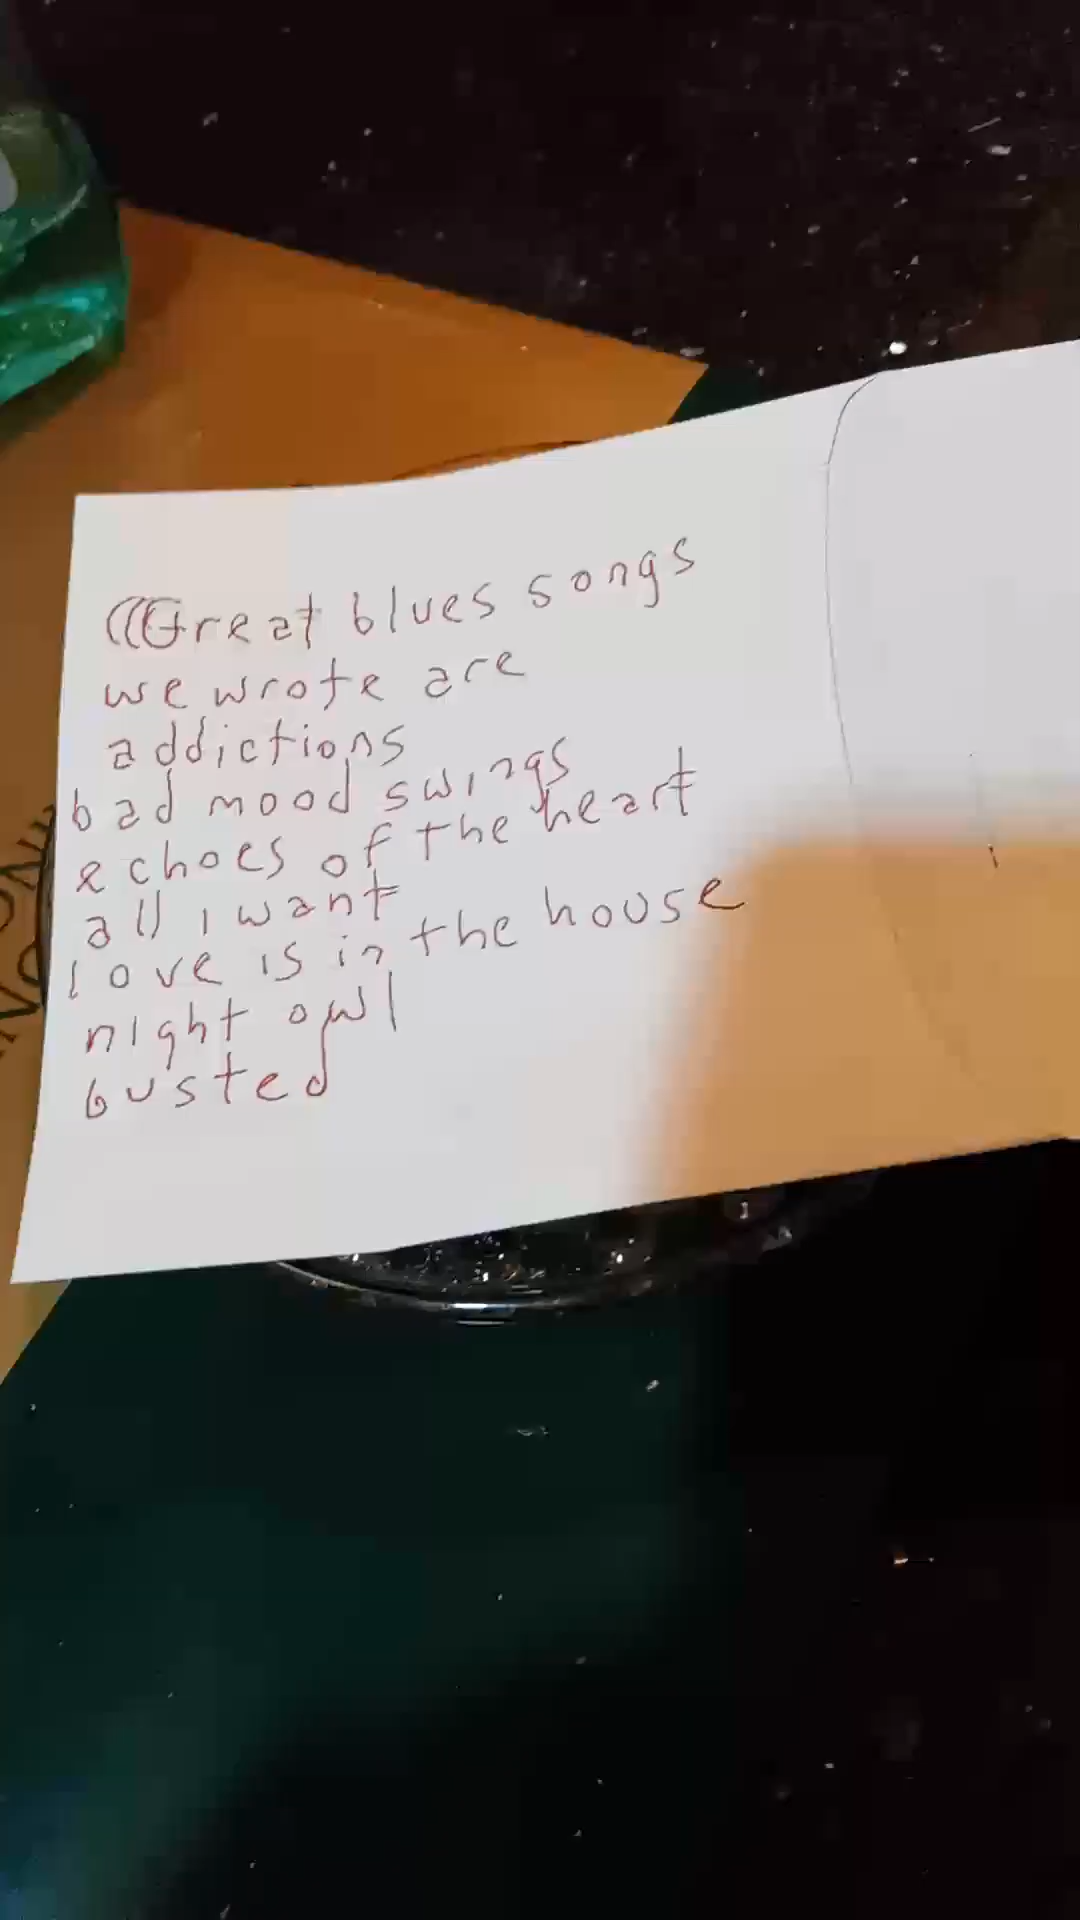 (((Great blues songs
we wrote are
addictions
bad mood swings
echoes of the heart
all i want
love is in the house
night owl
busted